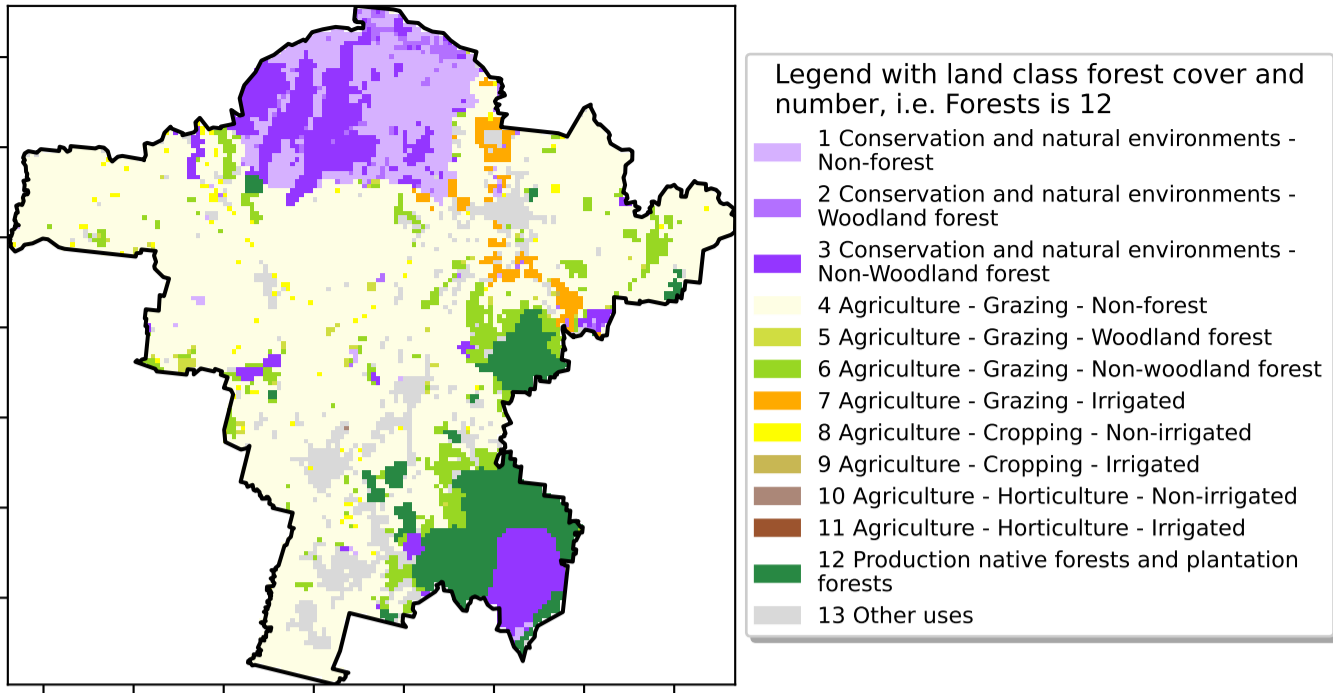 Legend with land class forest cover and
number, i.e. Forests is 12
1 Conservation and natural environments -
Non-forest
2 Conservation and natural environments -
Woodland forest
3 Conservation and natural environments -
Non-Woodland forest
4 Agriculture - Grazing - Non-forest
5 Agriculture - Grazing - Woodland forest
6 Agriculture - Grazing - Non-woodland forest
7 Agriculture - Grazing - Irrigated
8 Agriculture - Cropping - Non-irrigated
9 Agriculture - Cropping - Irrigated
10 Agriculture - Horticulture - Non-irrigated
11 Agriculture - Horticulture - Irrigated
12 Production native forests and plantation
forests
13 Other uses